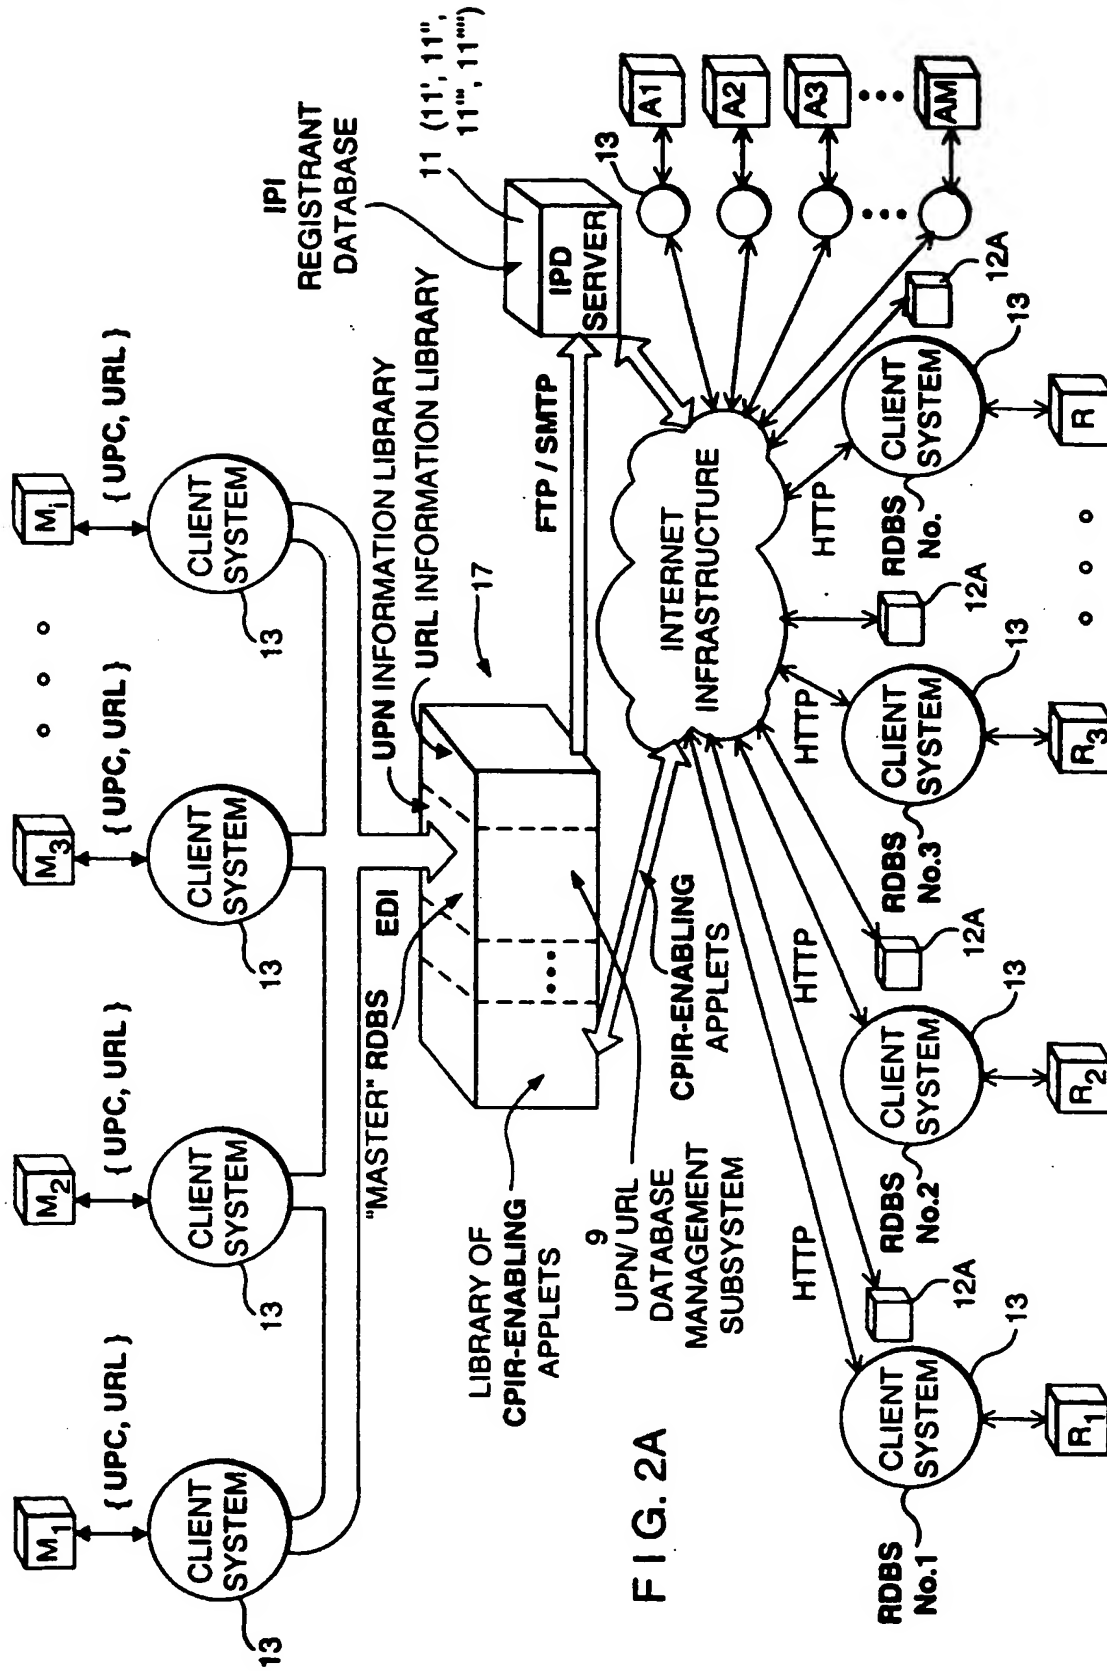 M1
M2
M3
Mi
{ UPC, URL }
{ UPC, URL }
{ UPC, URL }
{ UPC, URL }
CLIENT
SYSTEM
CLIENT
SYSTEM
CLIENT
SYSTEM
CLIENT
SYSTEM
13
13
13
13
"MASTER" RDBS
EDI
UPN INFORMATION LIBRARY
URL INFORMATION LIBRARY
17
IPI
REGISTRANT
DATABASE
11 (11', 11",
11"', 11"")
IPD
SERVER
FTP / SMTP
LIBRARY OF
CPIR-ENABLING
APPLETS
9
UPN/URL
DATABASE
MANAGEMENT
SUBSYSTEM
CPIR-ENABLING
APPLETS
INTERNET
INFRASTRUCTURE
13
A1
A2
A3
AM
FIG. 2A
HTTP
HTTP
HTTP
HTTP
RDBS
No.1
CLIENT
SYSTEM
12A
13
R1
RDBS
No.2
CLIENT
SYSTEM
12A
13
R2
RDBS
No.3
CLIENT
SYSTEM
12A
13
R3
RDBS
No.
CLIENT
SYSTEM
12A
13
R